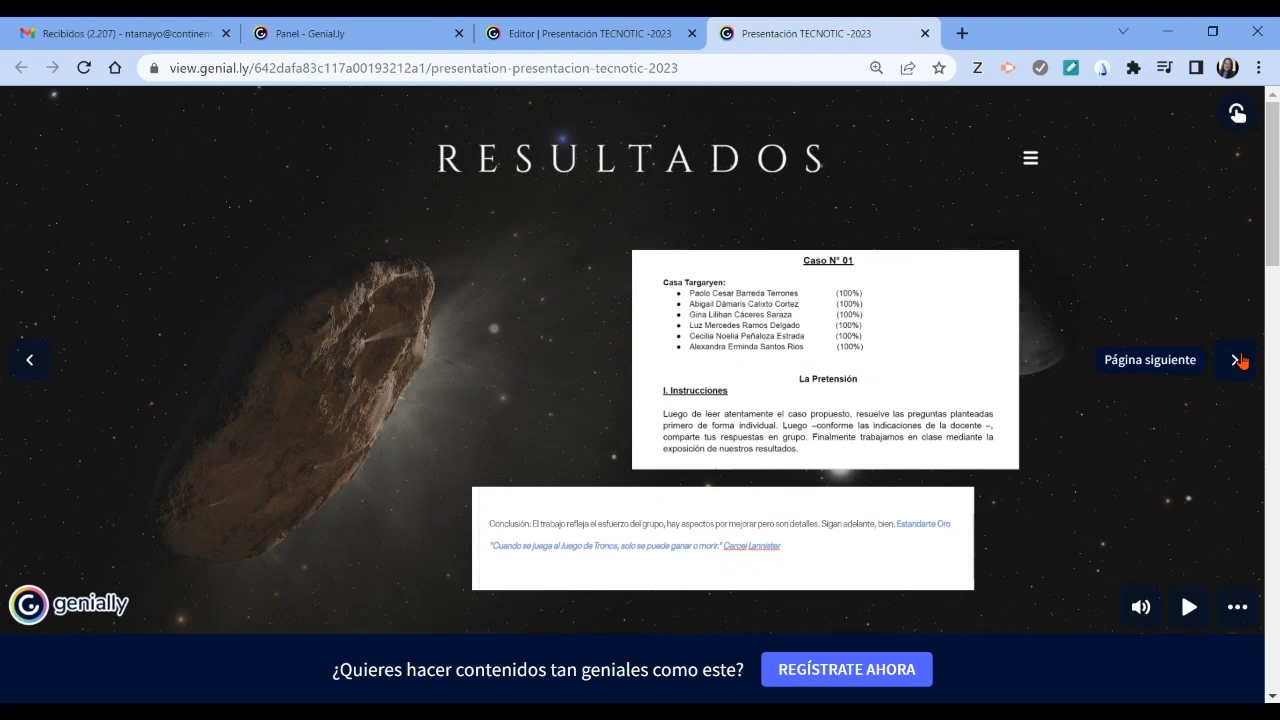 Recibidos (2.207) - ntamayo@continent
Panel - Genial.ly
Editor | Presentación TECNOTIC -2023
Presentación TECNOTIC -2023
view.genial.ly/642dafa83c117a00193212a1/presentation-presentacion-tecnotic-2023
RESULTADOS
Caso N° 01
Casa Targaryen:
Paolo Cesar Barreda Terrones (100%)
Abigail Dámaris Calixto Cortez (100%)
Gina Lilihan Cáceres Saraza (100%)
Luz Mercedes Ramos Delgado (100%)
Cecilia Noelia Peñaloza Estrada (100%)
Alexandra Erminda Santos Rios (100%)
La Pretensión
I. Instrucciones
Luego de leer atentamente el caso propuesto, resuelve las preguntas planteadas
primero de forma individual. Luego –conforme las indicaciones de la docente –,
comparte tus respuestas en grupo. Finalmente trabajamos en clase mediante la
exposición de nuestros resultados.
Página siguiente
Conclusión: El trabajo refleja el esfuerzo del grupo, hay aspectos por mejorar pero son detalles. Sigan adelante, bien. Estandarte Oro
"Cuando se juega al Juego de Tronos, solo se puede ganar o morir." Cercei Lannister
genially
¿Quieres hacer contenidos tan geniales como este?
REGÍSTRATE AHORA